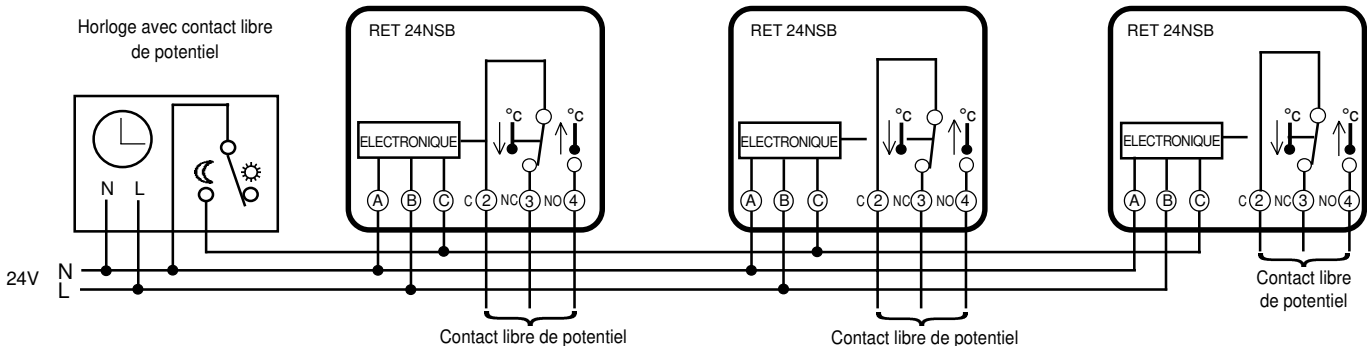 Horloge avec contact libre
de potentiel
N L
24V
N
L
RET 24NSB
°c °c
ELECTRONIQUE
A B C C 2 NC 3 NO 4
Contact libre de potentiel
RET 24NSB
°c °c
ELECTRONIQUE
A B C C 2 NC 3 NO 4
Contact libre de potentiel
RET 24NSB
°c °c
ELECTRONIQUE
A B C C 2 NC 3 NO 4
Contact libre
de potentiel